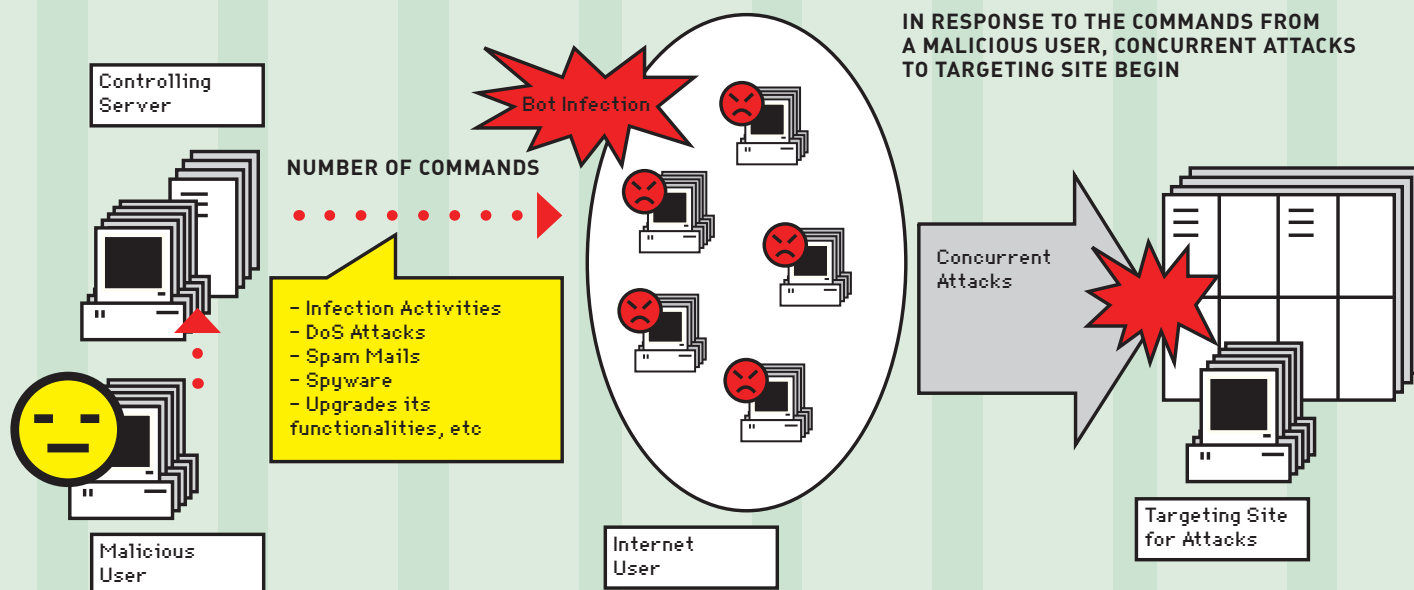 IN RESPONSE TO THE COMMANDS FROM
A MALICIOUS USER, CONCURRENT ATTACKS
TO TARGETING SITE BEGIN
Controlling
Server
Bot Infection
NUMBER OF COMMANDS
- Infection Activities
- DoS Attacks
- Spam Mails
- Spyware
- Upgrades its
functionalities, etc
Concurrent
Attacks
Malicious
User
Internet
User
Targeting Site
for Attacks